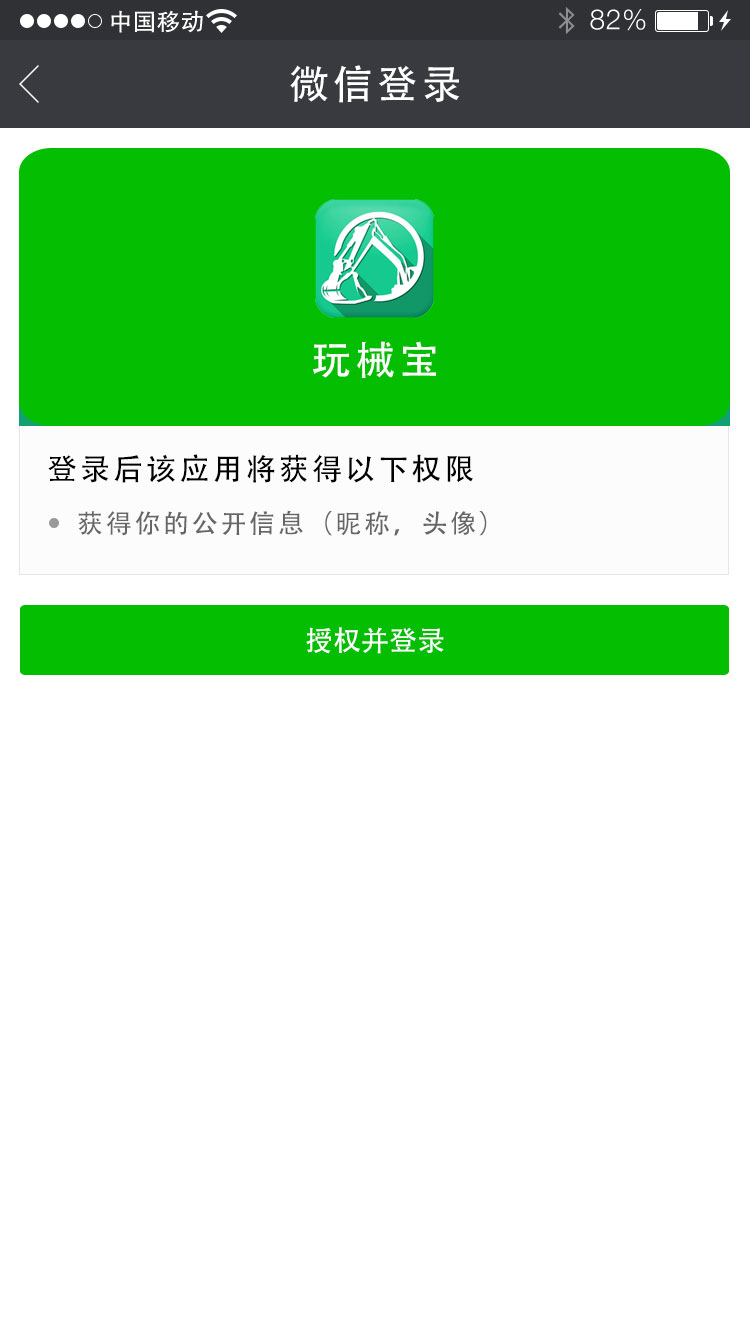 中国移动 82%
微信登录
玩械宝
登录后该应用将获得以下权限
获得你的公开信息（昵称，头像）
授权并登录